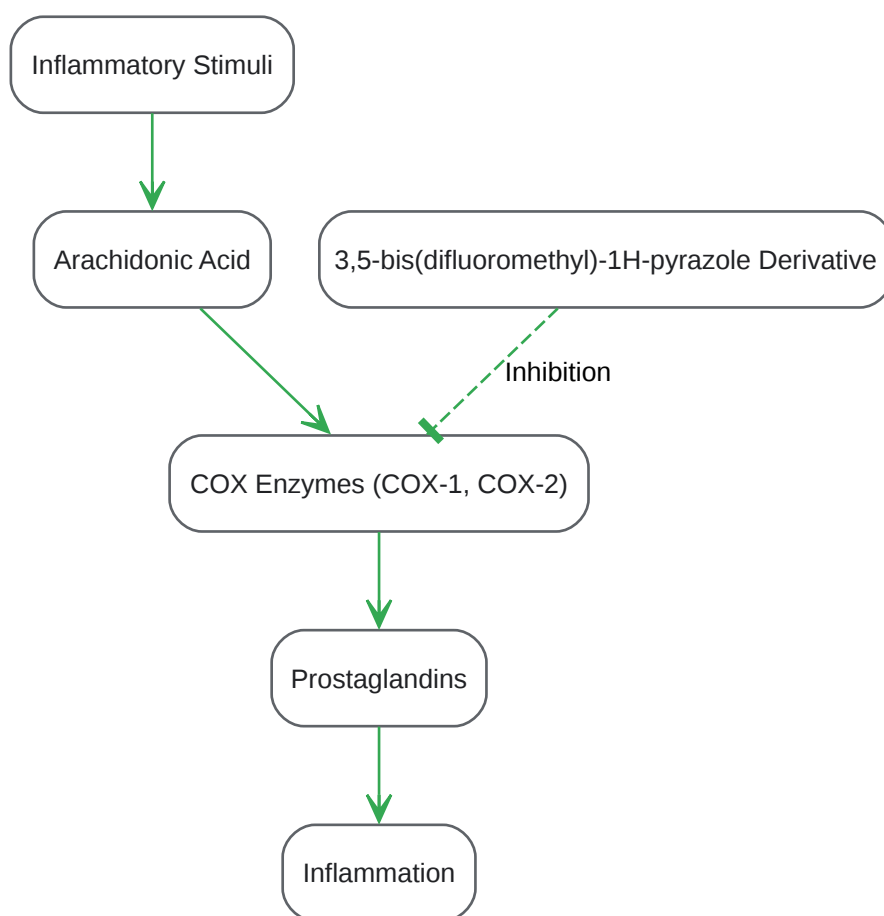 Inflammatory Stimuli
Arachidonic Acid
3,5-bis(difluoromethyl)-1H-pyrazole Derivative
Inhibition
COX Enzymes (COX-1, COX-2)
Prostaglandins
Inflammation